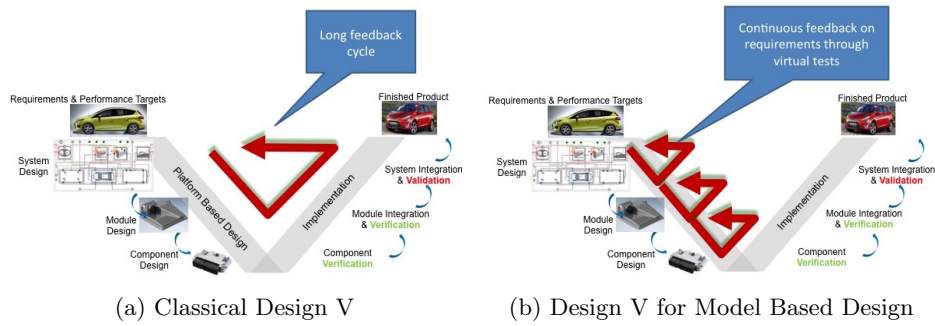 Long feedback
cycle
Requirements & Performance Targets
Finished Product
System
Design
Platform Based Design
Implementation
System Integration
& Validation
Module
Design
Module Integration
& Verification
Component
Design
Component
Verification
(a) Classical Design V
Continuous feedback on
requirements through
virtual tests
Requirements & Performance Targets
Finished Product
System
Design
Implementation
System Integration
& Validation
Module
Design
Module Integration
& Verification
Component
Design
Component
Verification
(b) Design V for Model Based Design